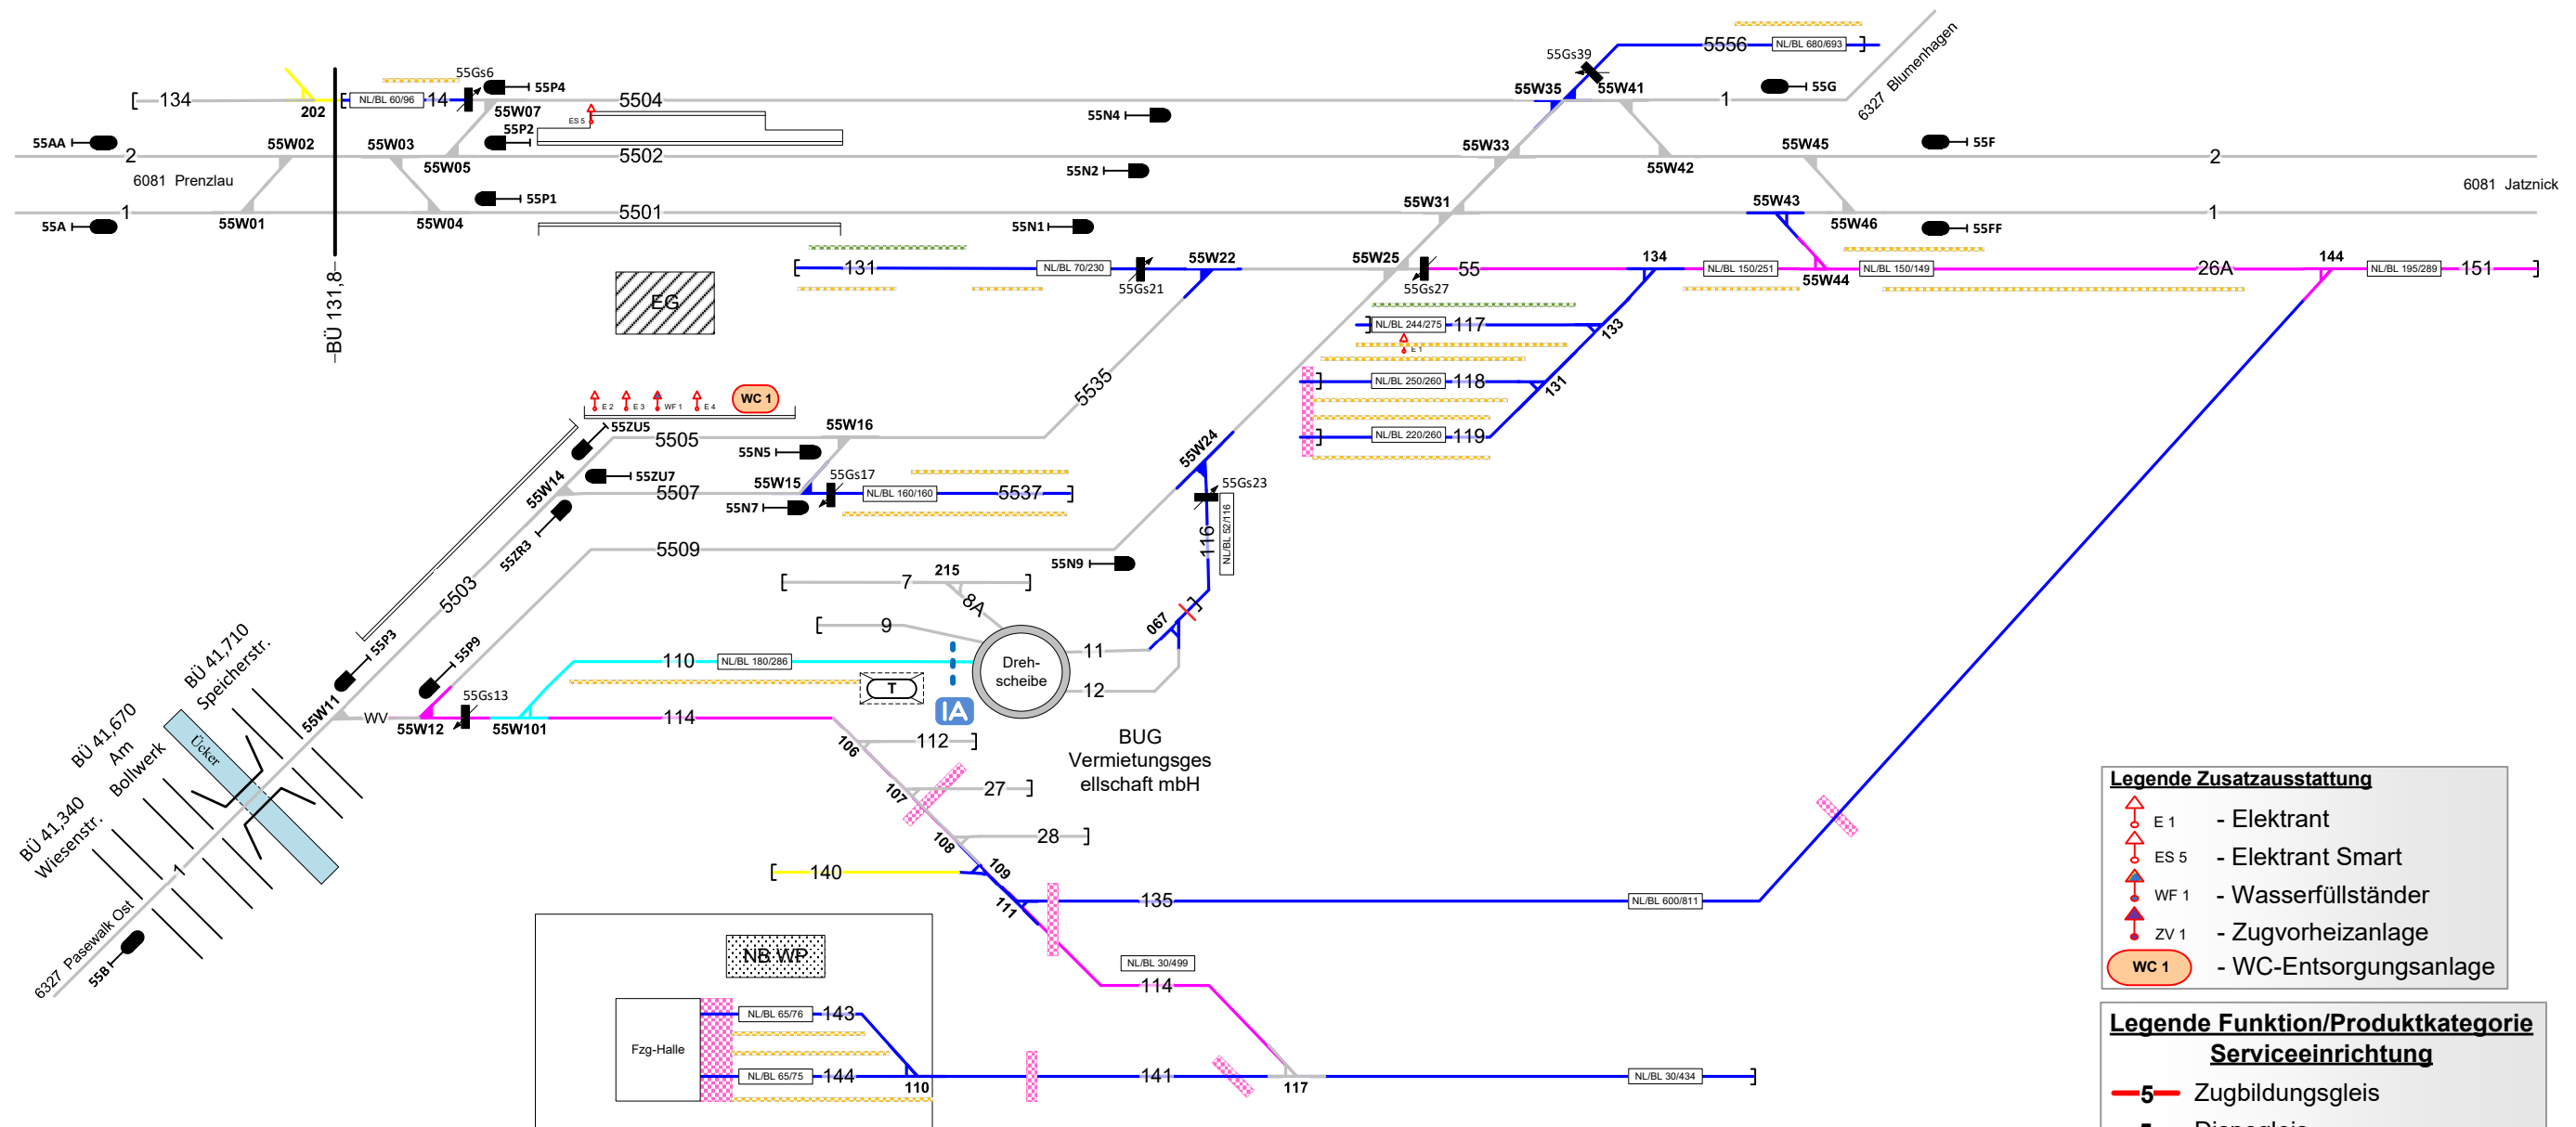 5556
NL/BL 680/693
55Gs39
6327 Blumenhagen
55Gs6
55P4
134
202
NL/BL 60/96
14
55W07
5504
55N4
55W35
55W41
1
55G
ES 5
55P2
55AA
2
55W02
55W03
55W05
5502
55N2
55W33
55W42
55W45
55F
2
6081 Prenzlau
6081 Jatznick
55P1
1
55A
55W01
55W04
5501
55N1
55W31
55W43
55W46
1
55FF
BÜ 131,8
EG
131
NL/BL 70/230
55Gs21
55W22
55W25
55Gs27
55
134
NL/BL 150/251
55W44
NL/BL 150/149
26A
144
NL/BL 195/289
151
NL/BL 244/275
117
133
E 1
NL/BL 250/260
118
131
NL/BL 220/260
119
5535
E 2
E 3
WF 1
E 4
WC 1
55ZU5
5505
55W16
55N5
55ZU7
55W14
5507
55W15
55Gs17
NL/BL 160/160
5537
55N7
55W24
55Gs23
116
NL/BL 52/116
55ZR3
5509
55N9
5503
7
215
8A
9
Dreh-
scheibe
11
12
067
55P3
55P9
110
NL/BL 180/286
T
IA
55Gs13
55W11
WV
55W12
55W101
114
BÜ 41,710
Speicherstr.
BÜ 41,670
Am
Bollwerk
BÜ 41,340
Wiesenstr.
Ücker
1
6327 Pasewalk Ost
55B
106
112
107
27
108
28
BUG
Vermietungsges
ellschaft mbH
140
109
111
135
NL/BL 600/811
NL/BL 30/499
114
NB WP
Fzg-Halle
NL/BL 65/76
143
NL/BL 65/75
144
110
141
117
NL/BL 30/434
Legende Zusatzausstattung
E 1 - Elektrant
ES 5 - Elektrant Smart
WF 1 - Wasserfüllständer
ZV 1 - Zugvorheizanlage
WC 1 - WC-Entsorgungsanlage
Legende Funktion/Produktkategorie
Serviceeinrichtung
5 Zugbildungsgleis